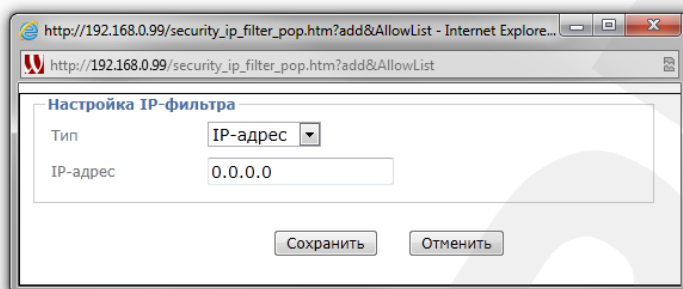 http://192.168.0.99/security_ip_filter_pop.htm?add&AllowList - Internet Explore...
http://192.168.0.99/security_ip_filter_pop.htm?add&AllowList
Настройка IP-фильтра
Тип IP-адрес
IP-адрес 0.0.0.0
Сохранить Отменить